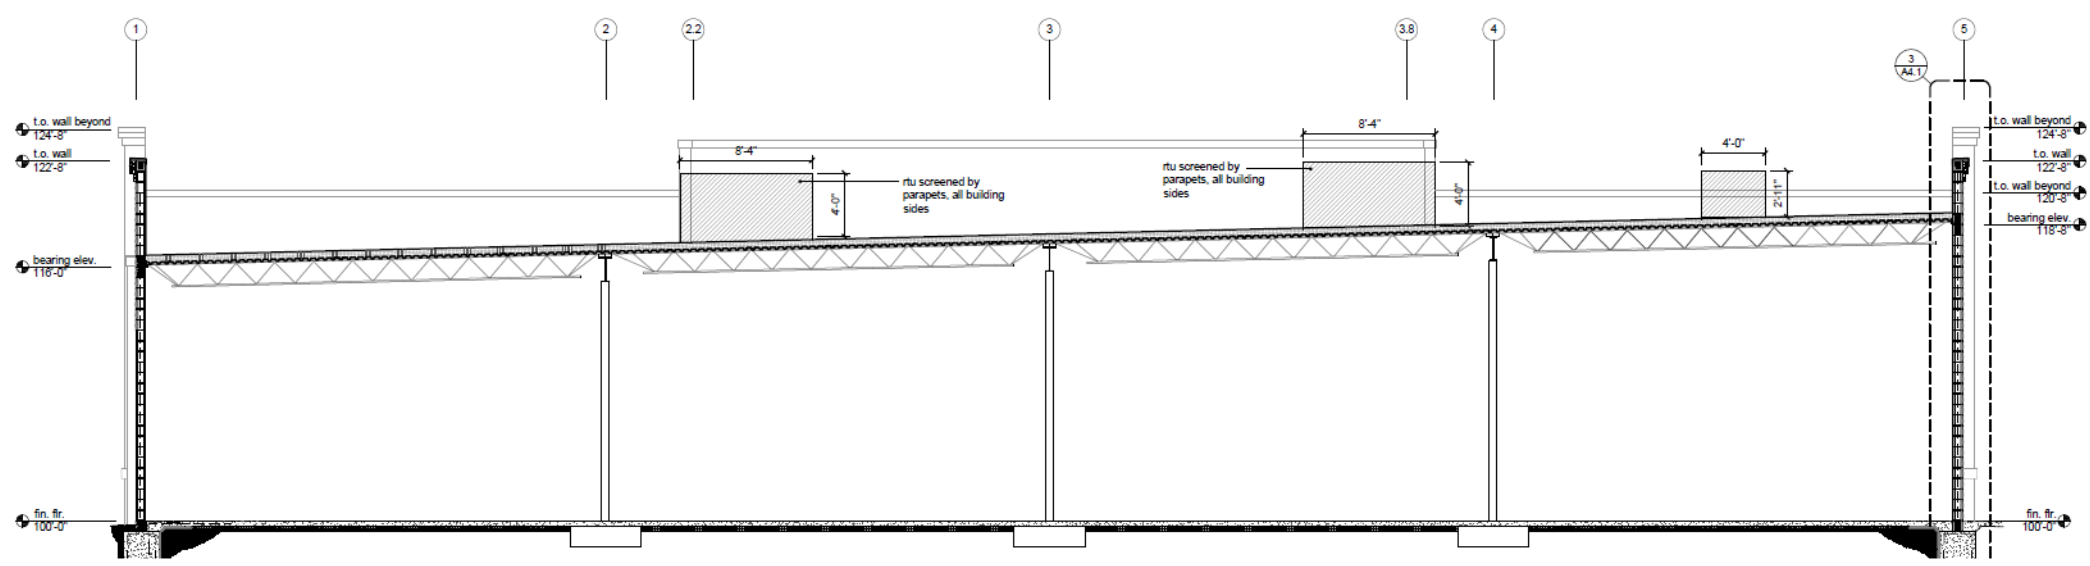 1
2
2.2
3
3.8
4
5
3
A4.1
t.o. wall beyond
124'-8"
t.o. wall
122'-8"
bearing elev.
116'-0"
fin. flr.
100'-0"
8'-4"
4'-0"
rtu screened by
parapets, all building
sides
rtu screened by
parapets, all building
sides
8'-4"
4'-0"
4'-0"
2'-11"
t.o. wall beyond
124'-8"
t.o. wall
122'-8"
t.o. wall beyond
120'-8"
bearing elev.
118'-8"
fin. flr.
100'-0"